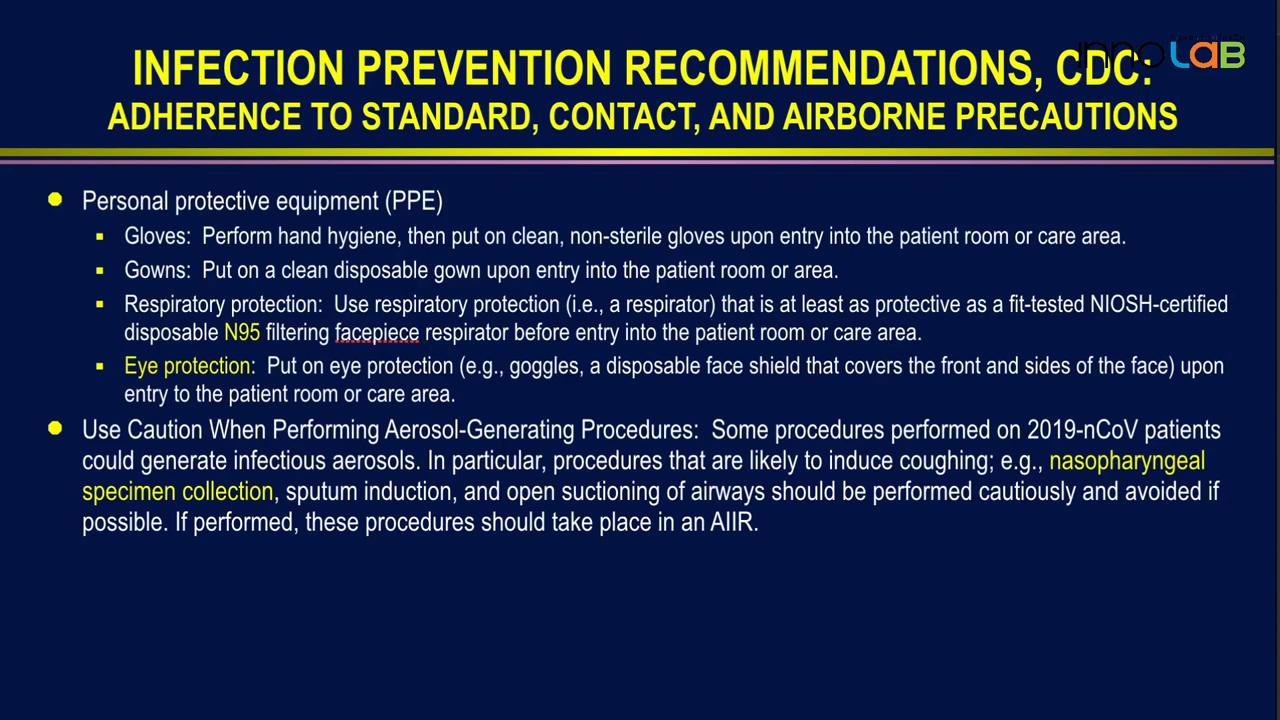 INFECTION PREVENTION RECOMMENDATIONS, CDC:
ADHERENCE TO STANDARD, CONTACT, AND AIRBORNE PRECAUTIONS
innoLAB
Personal protective equipment (PPE)
Gloves: Perform hand hygiene, then put on clean, non-sterile gloves upon entry into the patient room or care area.
Gowns: Put on a clean disposable gown upon entry into the patient room or area.
Respiratory protection: Use respiratory protection (i.e., a respirator) that is at least as protective as a fit-tested NIOSH-certified
disposable N95 filtering facepiece respirator before entry into the patient room or care area.
Eye protection: Put on eye protection (e.g., goggles, a disposable face shield that covers the front and sides of the face) upon
entry to the patient room or care area.
Use Caution When Performing Aerosol-Generating Procedures: Some procedures performed on 2019-nCoV patients
could generate infectious aerosols. In particular, procedures that are likely to induce coughing; e.g., nasopharyngeal
specimen collection, sputum induction, and open suctioning of airways should be performed cautiously and avoided if
possible. If performed, these procedures should take place in an AIIR.